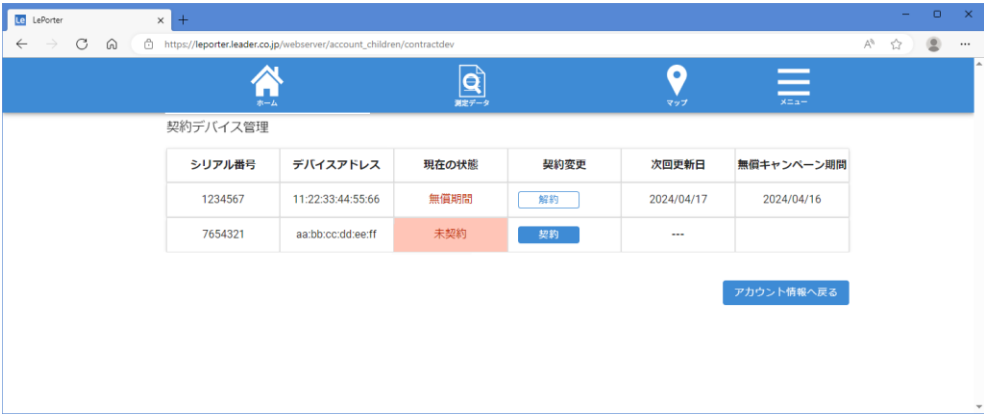 Le LePorter
https://leporter.leader.co.jp/webserver/account_children/contractdev
ホーム 測定データ マップ メニュー
契約デバイス管理
シリアル番号 デバイスアドレス 現在の状態 契約変更 次回更新日 無償キャンペーン期間
1234567 11:22:33:44:55:66 無償期間 解約 2024/04/17 2024/04/16
7654321 aa:bb:cc:dd:ee:ff 未契約 契約 ---
アカウント情報へ戻る